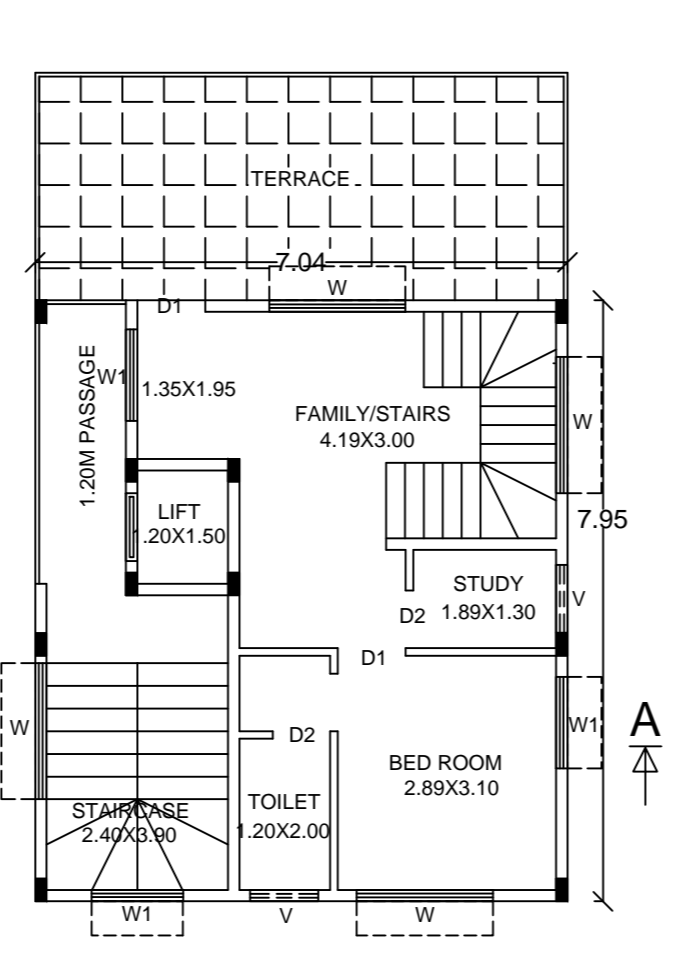 TERRACE
7.04
W
D1
W1
1.35X1.95
1.20M PASSAGE
FAMILY/STAIRS
4.19X3.00
W
7.95
LIFT
.20X1.50
STUDY
1.89X1.30
V
D2
D1
W
W1
A
D2
BED ROOM
2.89X3.10
STAIRCASE
2.40X3.90
TOILET
1.20X2.00
W1
V
W